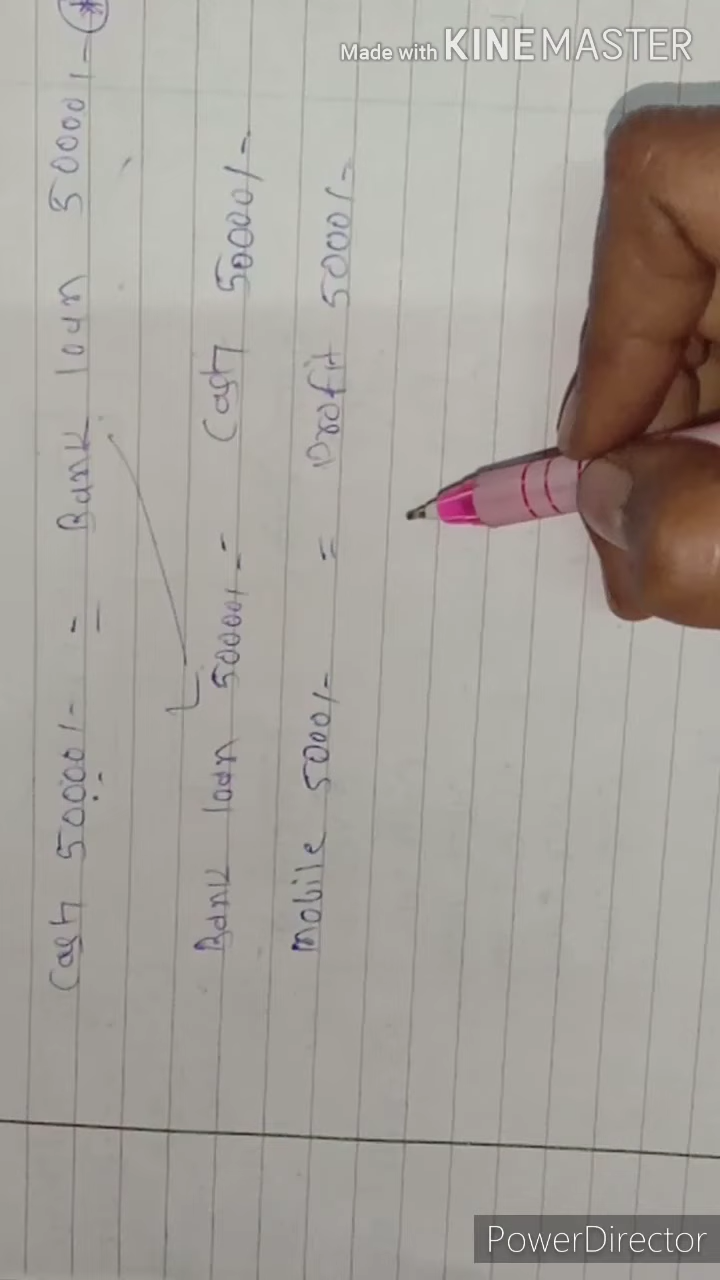 Made with KINEMASTER
Cash 50000/- = Bank loan 50000/-
Bank loan 50000/- - Cash 50000/-
Mobile 5000/- = Profit 5000/-
PowerDirector